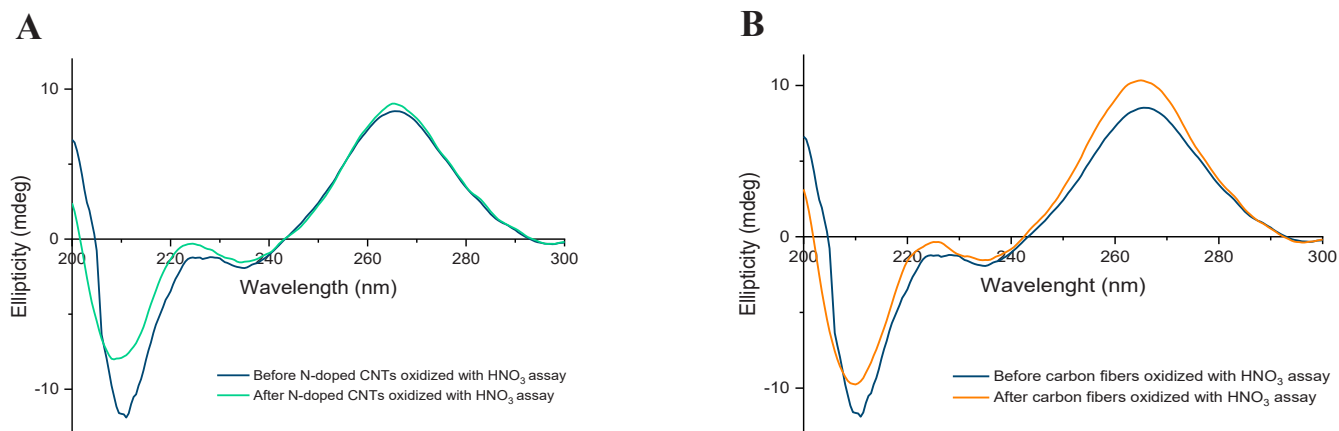 A
10
0
200
220
240
260
280
300
-10
Ellipticity (mdeg)
Wavelength (nm)
Before N-doped CNTs oxidized with HNO₃ assay
After N-doped CNTs oxidized with HNO₃ assay
B
10
0
200
220
240
260
280
300
-10
Ellipticity (mdeg)
Wavelenght (nm)
Before carbon fibers oxidized with HNO₃ assay
After carbon fibers oxidized with HNO₃ assay